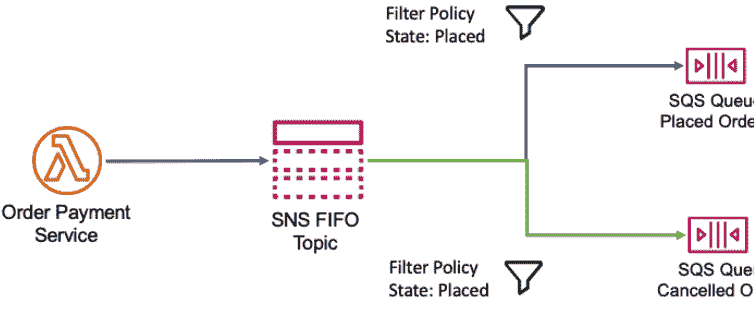 Filter Policy
State: Placed
SQS Queu
Placed Orde
Order Payment
Service
SNS FIFO
Topic
Filter Policy
State: Placed
SQS Que
Cancelled O